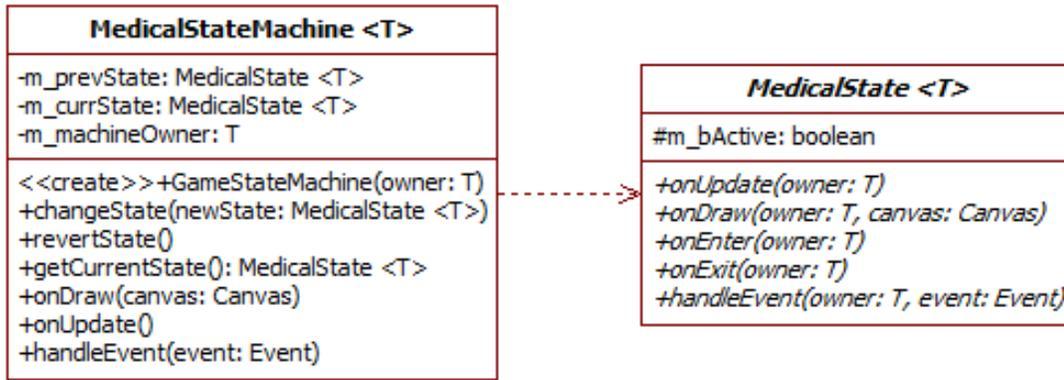 MedicalStateMachine <T>
-m_prevState: MedicalState <T>
-m_currState: MedicalState <T>
-m_machineOwner: T
<<create>>+GameStateMachine(owner: T)
+changeState(newState: MedicalState <T>)
+revertState()
+getCurrentState(): MedicalState <T>
+onDraw(canvas: Canvas)
+onUpdate()
+handleEvent(event: Event)
MedicalState <T>
#m_bActive: boolean
+onUpdate(owner: T)
+onDraw(owner: T, canvas: Canvas)
+onEnter(owner: T)
+onExit(owner: T)
+handleEvent(owner: T, event: Event)